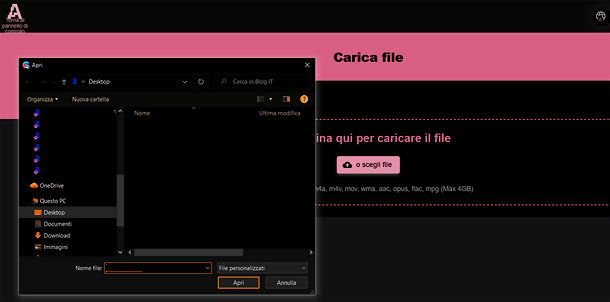 Torna al
pannello di
controllo
Carica file
Apri
Desktop
Cerca in Blog IT
Organizza
Nuova cartella
Nome
Ultima modifica
OneDrive
Questo PC
Desktop
Documenti
Download
Immagini
ina qui per caricare il file
o scegli file
m4a, m4v, mov, wma, aac, opus, flac, mpg (Max 4GB)
Nome file:
File personalizzati
Apri
Annulla